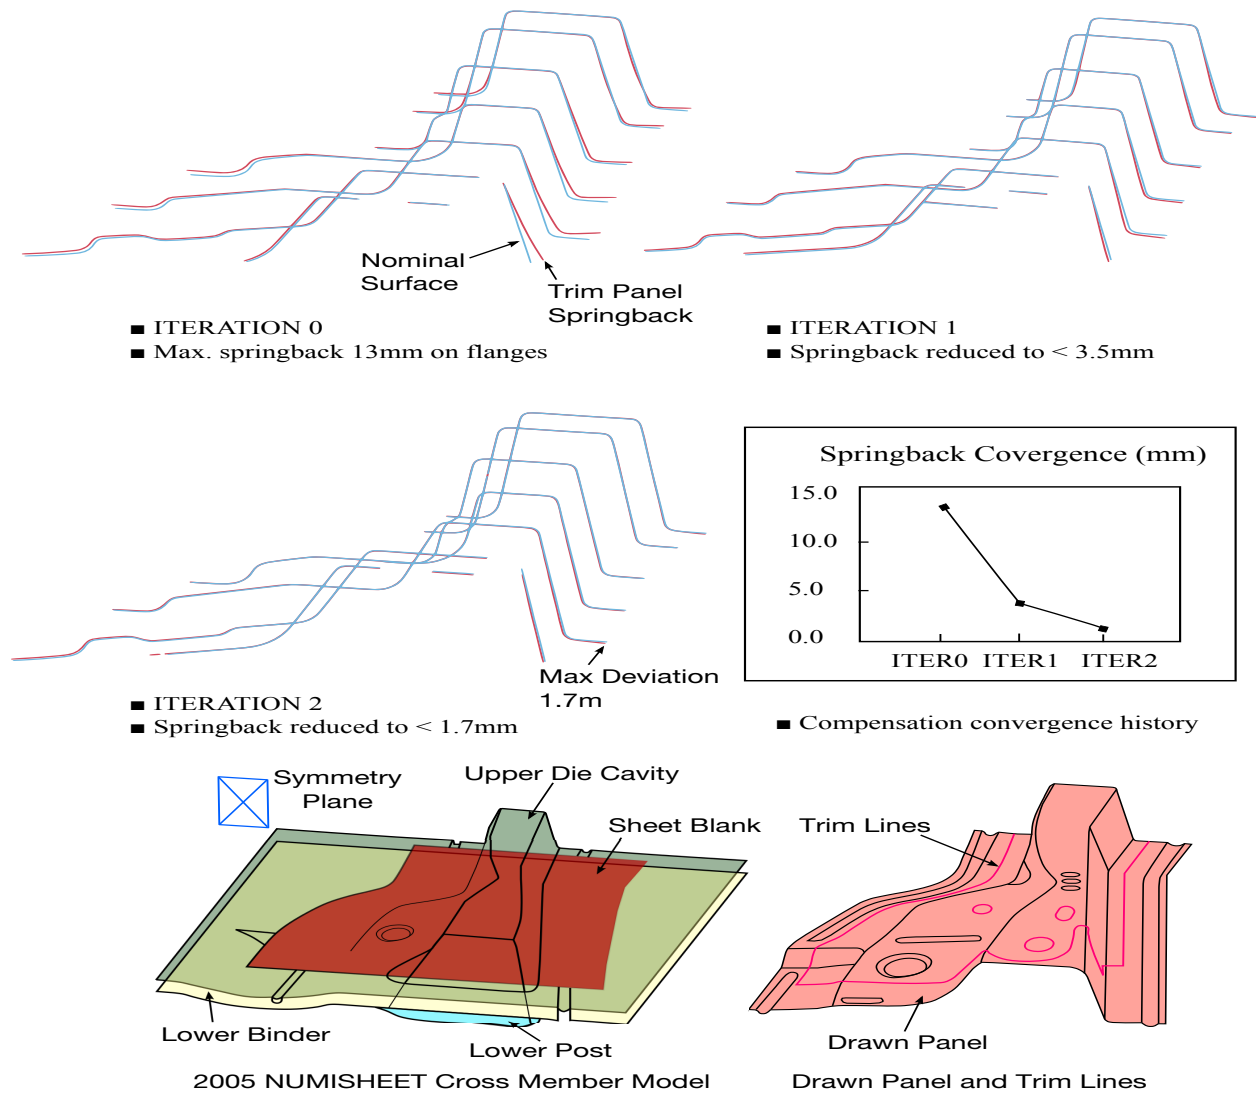 Nominal
Surface
Trim Panel
Springback
■ ITERATION 0
■ Max. springback 13mm on flanges
■ ITERATION 1
■ Springback reduced to < 3.5mm
Max Deviation
1.7m
■ ITERATION 2
■ Springback reduced to < 1.7mm
Springback Covergence (mm)
15.0
10.0
5.0
0.0
ITER0 ITER1 ITER2
■ Compensation convergence history
Symmetry
Plane
Upper Die Cavity
Sheet Blank
Lower Binder
Lower Post
2005 NUMISHEET Cross Member Model
Trim Lines
Drawn Panel
Drawn Panel and Trim Lines